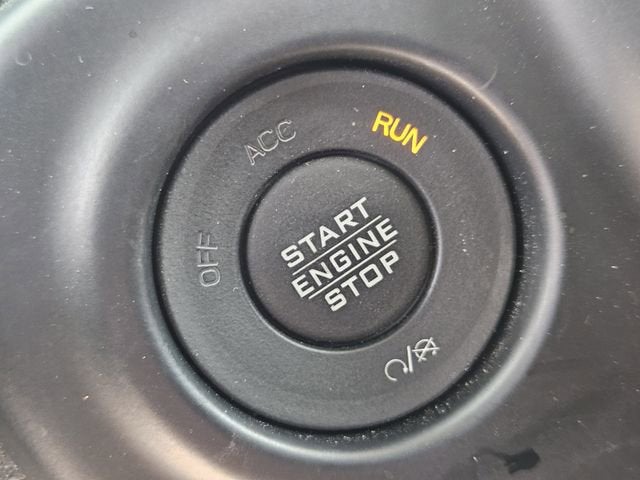 ACC
RUN
OFF
START
ENGINE
STOP